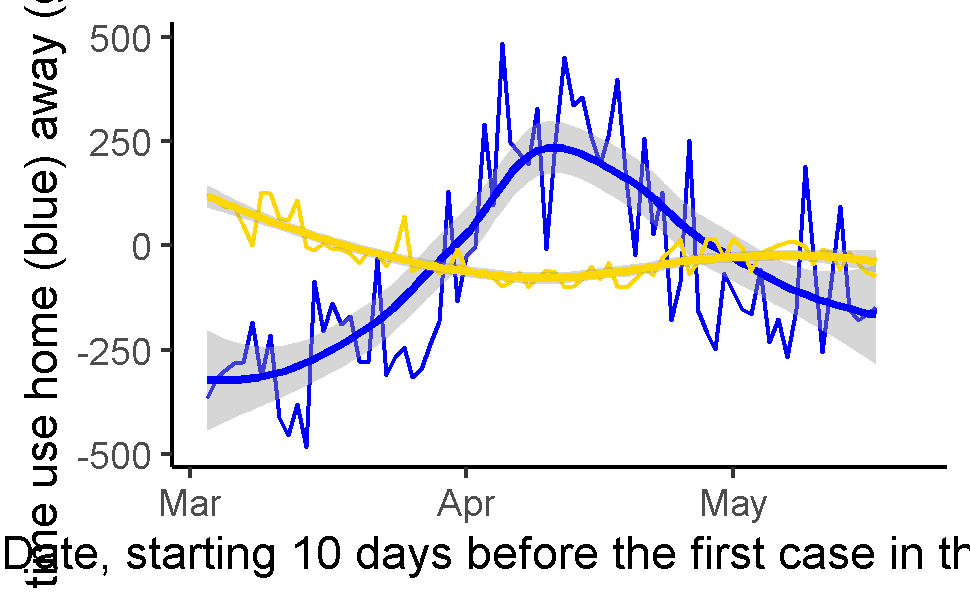 time use home (blue) away (
500
250
0
-250
-500
Mar Apr May
Date, starting 10 days before the first case in th